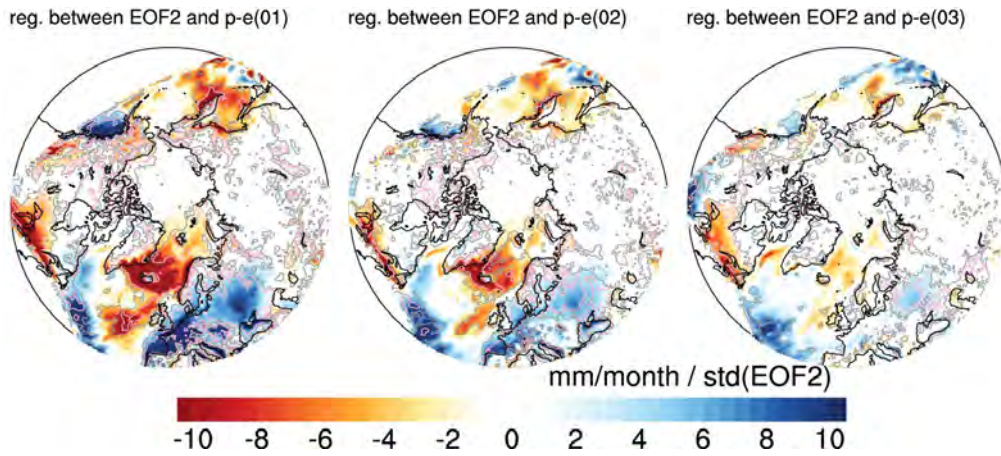 reg. between EOF2 and p-e(01)
reg. between EOF2 and p-e(02)
reg. between EOF2 and p-e(03)
mm/month / std(EOF2)
-10 -8 -6 -4 -2 0 2 4 6 8 10